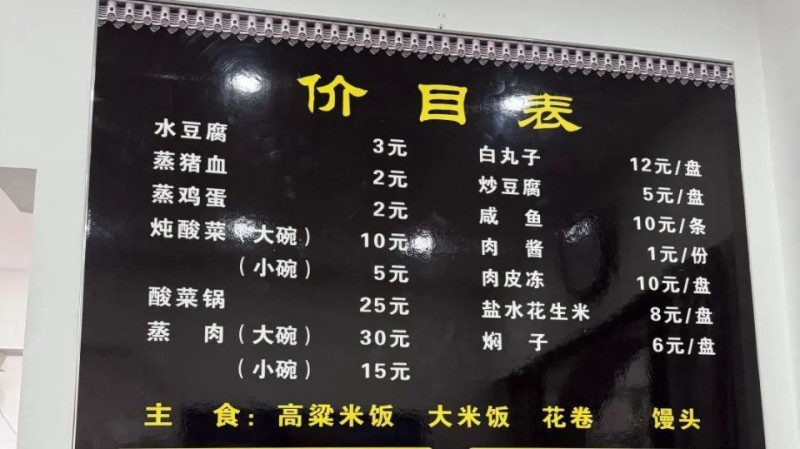 价目表
水豆腐 3元
蒸猪血 2元
蒸鸡蛋 2元
炖酸菜（大碗） 10元
（小碗） 5元
酸菜锅 25元
蒸 肉（大碗） 30元
（小碗） 15元
白丸子 12元/盘
炒豆腐 5元/盘
咸 鱼 10元/条
肉 酱 1元/份
肉皮冻 10元/盘
盐水花生米 8元/盘
焖 子 6元/盘
主 食：高粱米饭 大米饭 花卷 馒头